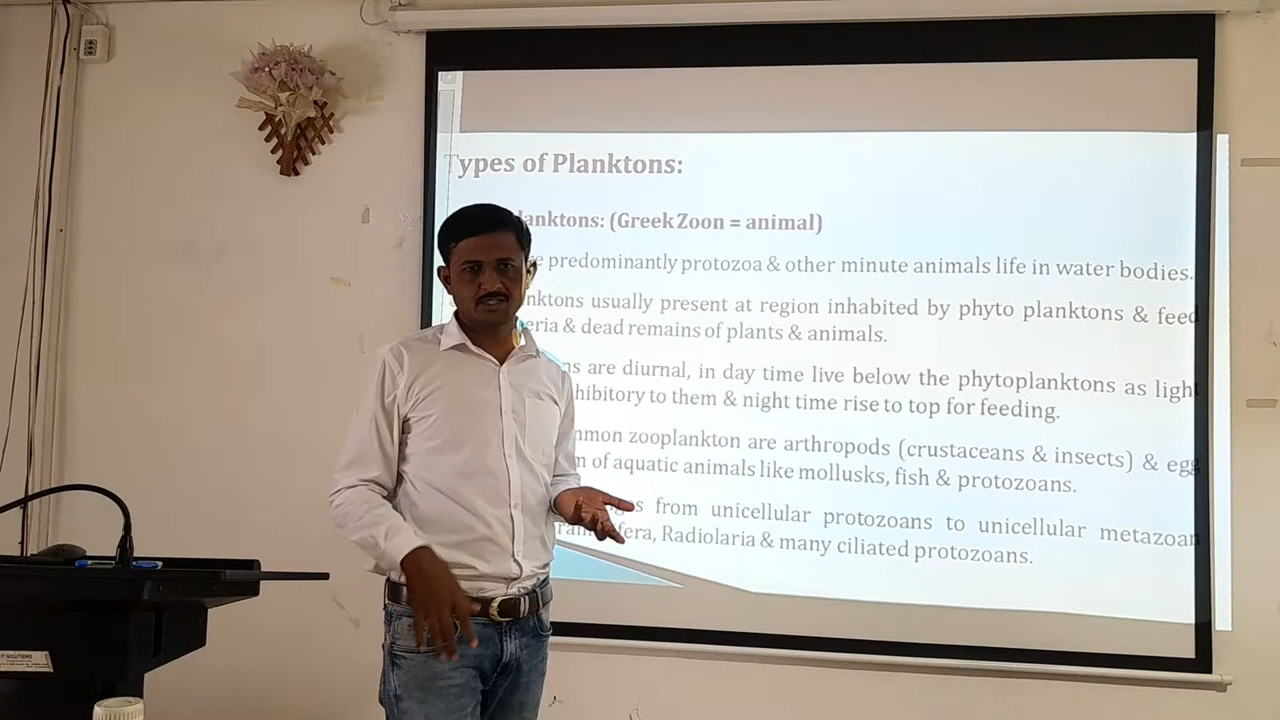 Types of Planktons:
lanktons: (Greek Zoon = animal)
re predominantly protozoa & other minute animals life in water bodies.
nktons usually present at region inhabited by phyto planktons & feed
eria & dead remains of plants & animals.
ns are diurnal, in day time live below the phytoplanktons as light
hibitory to them & night time rise to top for feeding.
mmon zooplankton are arthropods (crustaceans & insects) & egg
m of aquatic animals like mollusks, fish & protozoans.
ges from unicellular protozoans to unicellular metazoan
fera, Radiolaria & many ciliated protozoans.
IT SOLUTIONS